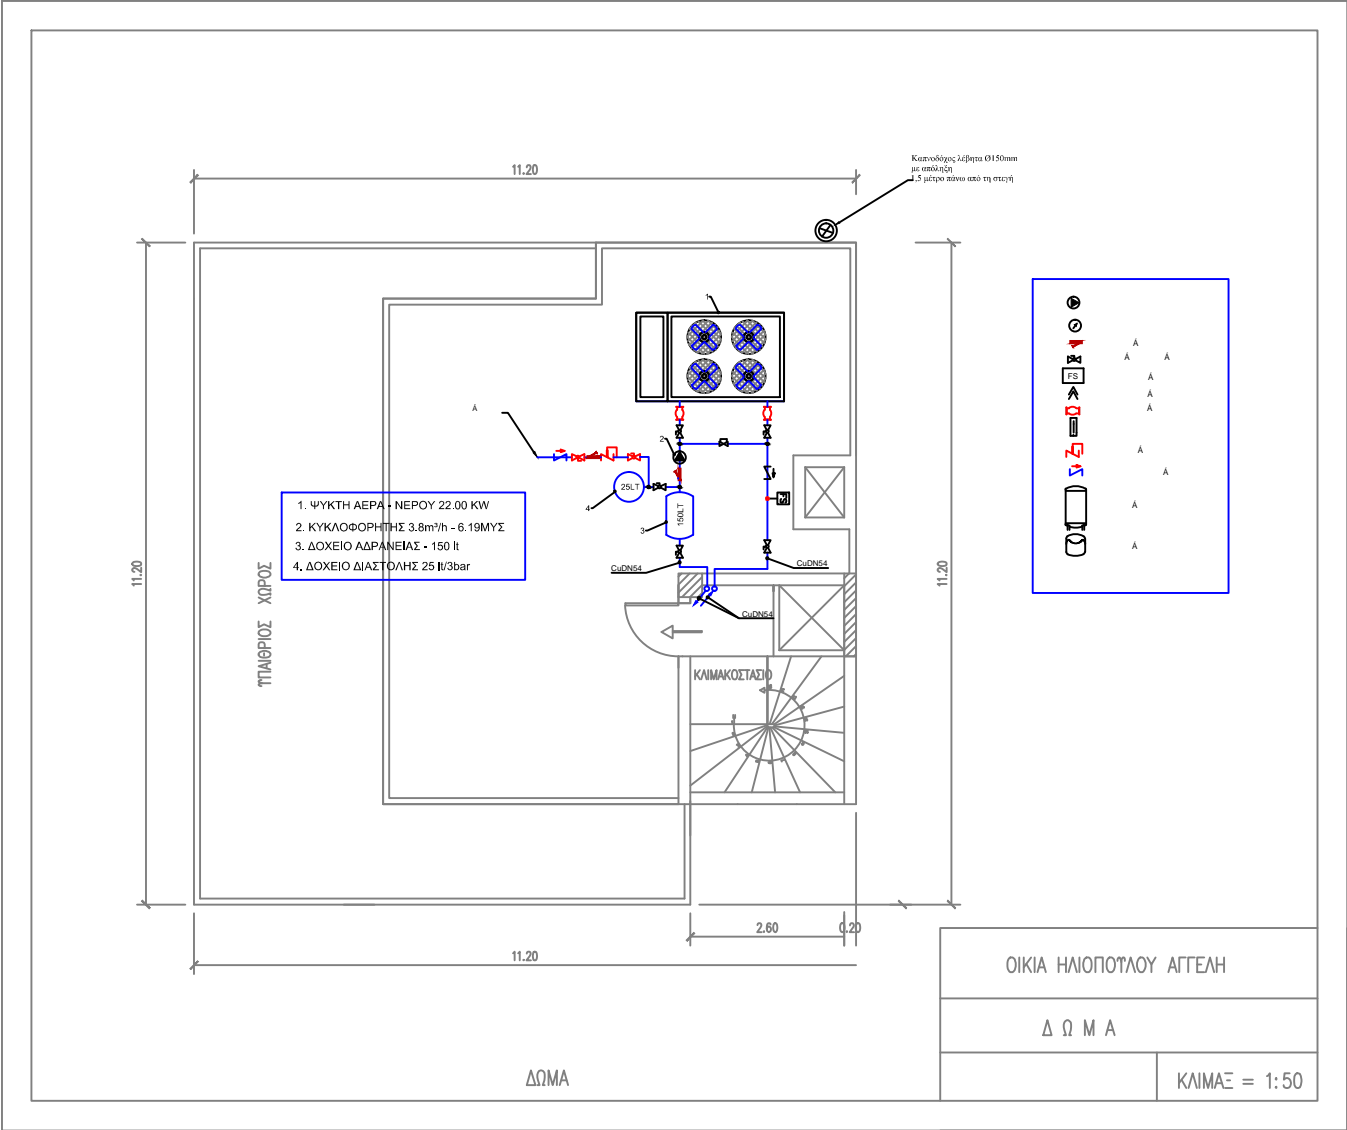 Καπνοδόχος λέβητα Ø150mm
με απόληξη
1,5 μέτρο πάνω από τη στεγή
11.20
1
2
25LT
150LT
4
3
FS
FS
A
A
A
A
A
A
A
A
A
A
A
1. ΨΥΚΤΗ ΑΕΡΑ - ΝΕΡΟΥ 22.00 KW
2. ΚΥΚΛΟΦΟΡΗΤΗΣ 3.8m³/h - 6.19ΜΥΣ
3. ΔΟΧΕΙΟ ΑΔΡΑΝΕΙΑΣ - 150 lt
4. ΔΟΧΕΙΟ ΔΙΑΣΤΟΛΗΣ 25 lt/3bar
CuDN54
CuDN54
CuDN54
11.20
11.20
ΥΠΑΙΘΡΙΟΣ ΧΩΡΟΣ
ΚΛΙΜΑΚΟΣΤΑΣΙΟ
2.60
0.20
11.20
ΟΙΚΙΑ ΗΛΙΟΠΟΥΛΟΥ ΑΓΓΕΛΗ
Δ Ω Μ Α
ΚΛΙΜΑΞ = 1:50
ΔΩΜΑ